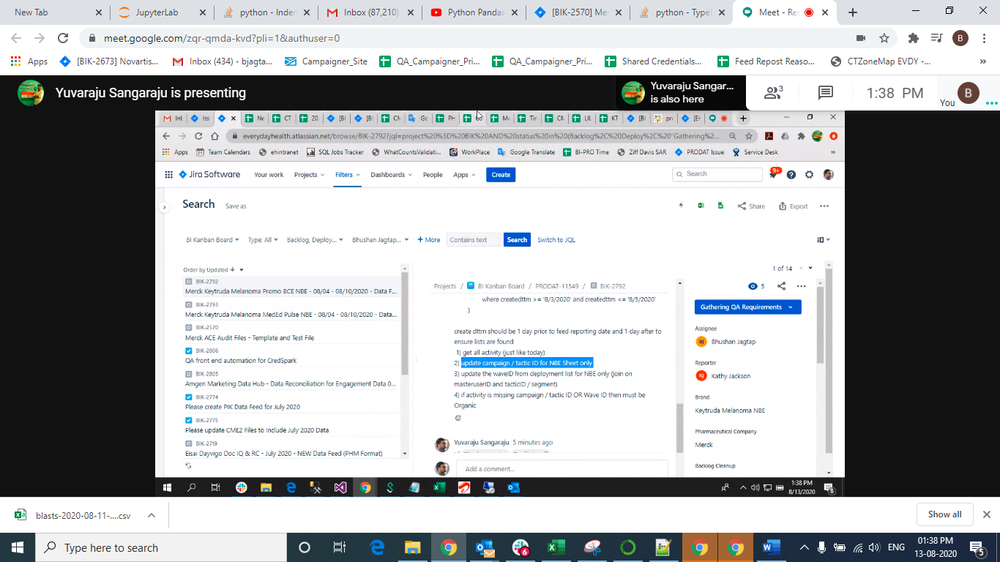 New Tab
JupyterLab
python - Inder
Inbox (87,210)
Python Pandas
[BIK-2570] Me
python - Type
Meet - Re
meet.google.com/zqr-qmda-kvd?pli=1&authuser=0
B
Apps
[BIK-2673] Novartis...
Inbox (434) - bjagta...
Campaigner_Site
QA_Campaigner_Pri...
QA_Campaigner_Pri...
Shared Credentials...
Feed Repost Reaso...
CTZoneMap EVDY -...
Yuvaraju Sangaraju is presenting
Yuvaraju Sangar...
is also here
3
1:38 PM
You
B
everydayhealth.atlassian.net/browse/BIK-2792?jql=project%20%3D%20BIK%20AND%20status%20in%20(Backlog%2C%20Deploy%2C%20"Gathering%2...
Apps
Team Calendars
ehintranet
SQL Jobs Tracker
WhatCountsValidati...
WorkPlace
Google Translate
BI-PRO Time
Ziff Davis SAR
PRODAT Issue
Service Desk
Jira Software
Your work
Projects
Filters
Dashboards
People
Apps
Create
Search
9+
Search
Save as
Share
Export
BI Kanban Board
Type: All
Backlog, Deploy...
Bhushan Jagtap...
+ More
Contains text
Search
Switch to JQL
Order by Updated
1 of 14
BIK-2792
Merck Keytruda Melanoma Promo BCE NBE - 08/04 - 08/10/2020 - Data F...
BIK-2793
Merck Keytruda Melanoma MedEd Pulse NBE - 08/04 - 08/10/2020 - Data...
BIK-2570
Merck ACE Audit Files - Template and Test File
BIK-2806
QA front end automation for CredSpark
BIK-2805
Amgen Marketing Data Hub - Data Reconciliation for Engagement Data 0...
BIK-2774
Please create PIK Data Feed for July 2020
BIK-2775
Please update CME2 Files to Include July 2020 Data
BIK-2719
Eisai Dayvigo Doc IQ & RC - July 2020 - NEW Data Feed (PHM Format)
Projects / BI Kanban Board / PRODAT-11549 / BIK-2792
where createdttm >= '8/3/2020' and createdttm <= '8/5/2020'
)
create dttm should be 1 day prior to feed reporting date and 1 day after to
ensure lists are found
1) get all activity (just like today)
2) update campaign / tactic ID for NBE Sheet only
3) update the waveID from deployment list for NBE only (join on
masteruserID and tacticID / segment)
4) if activity is missing campaign / tactic ID OR Wave ID then must be
Organic
Yuvaraju Sangaraju 5 minutes ago
Add a comment...
5
Gathering QA Requirements
Assignee
BJ
Bhushan Jagtap
Reporter
KJ
Kathy Jackson
Brand
Keytruda Melanoma NBE
Pharmaceutical Company
Merck
Backlog Cleanup
1:38 PM
8/13/2020
8
blasts-2020-08-11-....csv
Show all
Type here to search
6
ENG
01:38 PM
13-08-2020
5